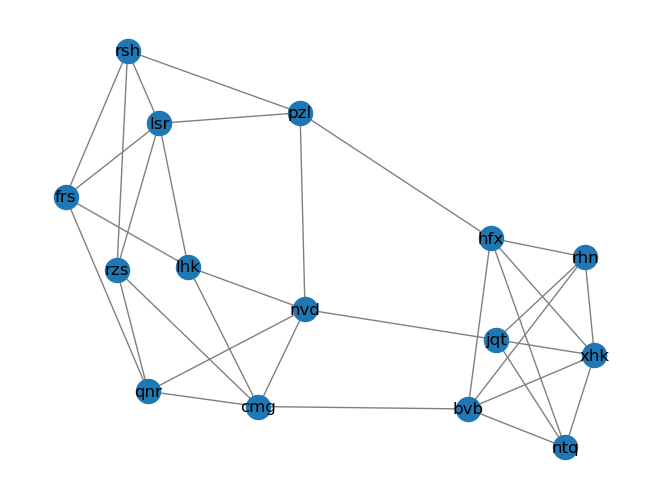 rsh
lsr
pzl
frs
hfx
rhn
rzs
lhk
nvd
jqt
xhk
qnr
cmg
bvb
ntq